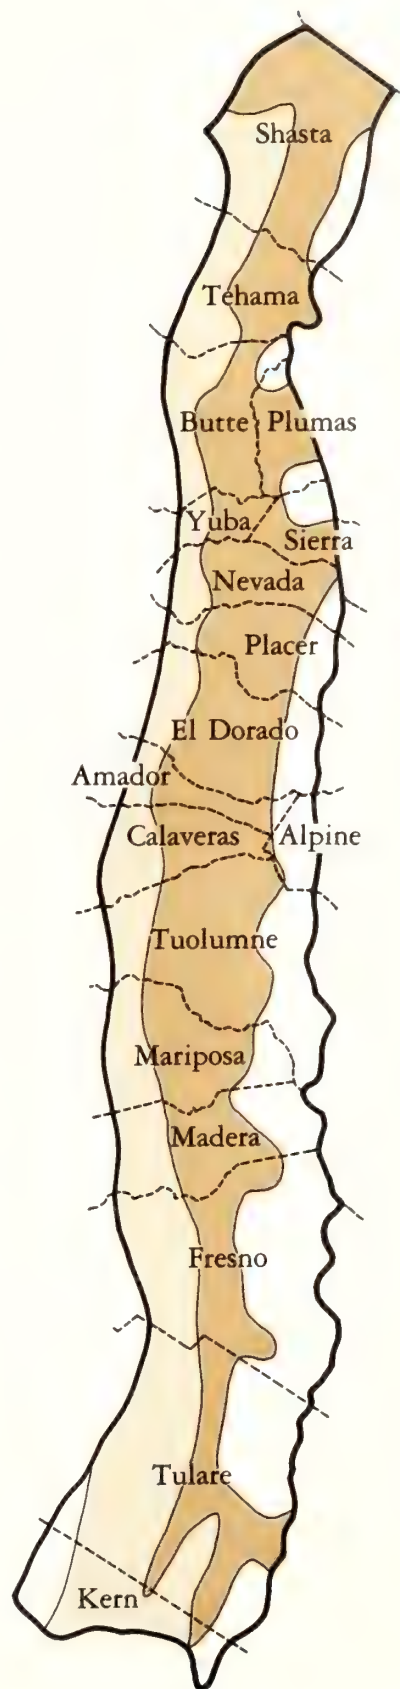 Shasta
Tehama
Butte Plumas
Yuba
Sierra
Nevada
Placer
El Dorado
Amador
Calaveras Alpine
Tuolumne
Mariposa
Madera
Fresno
Tulare
Kern